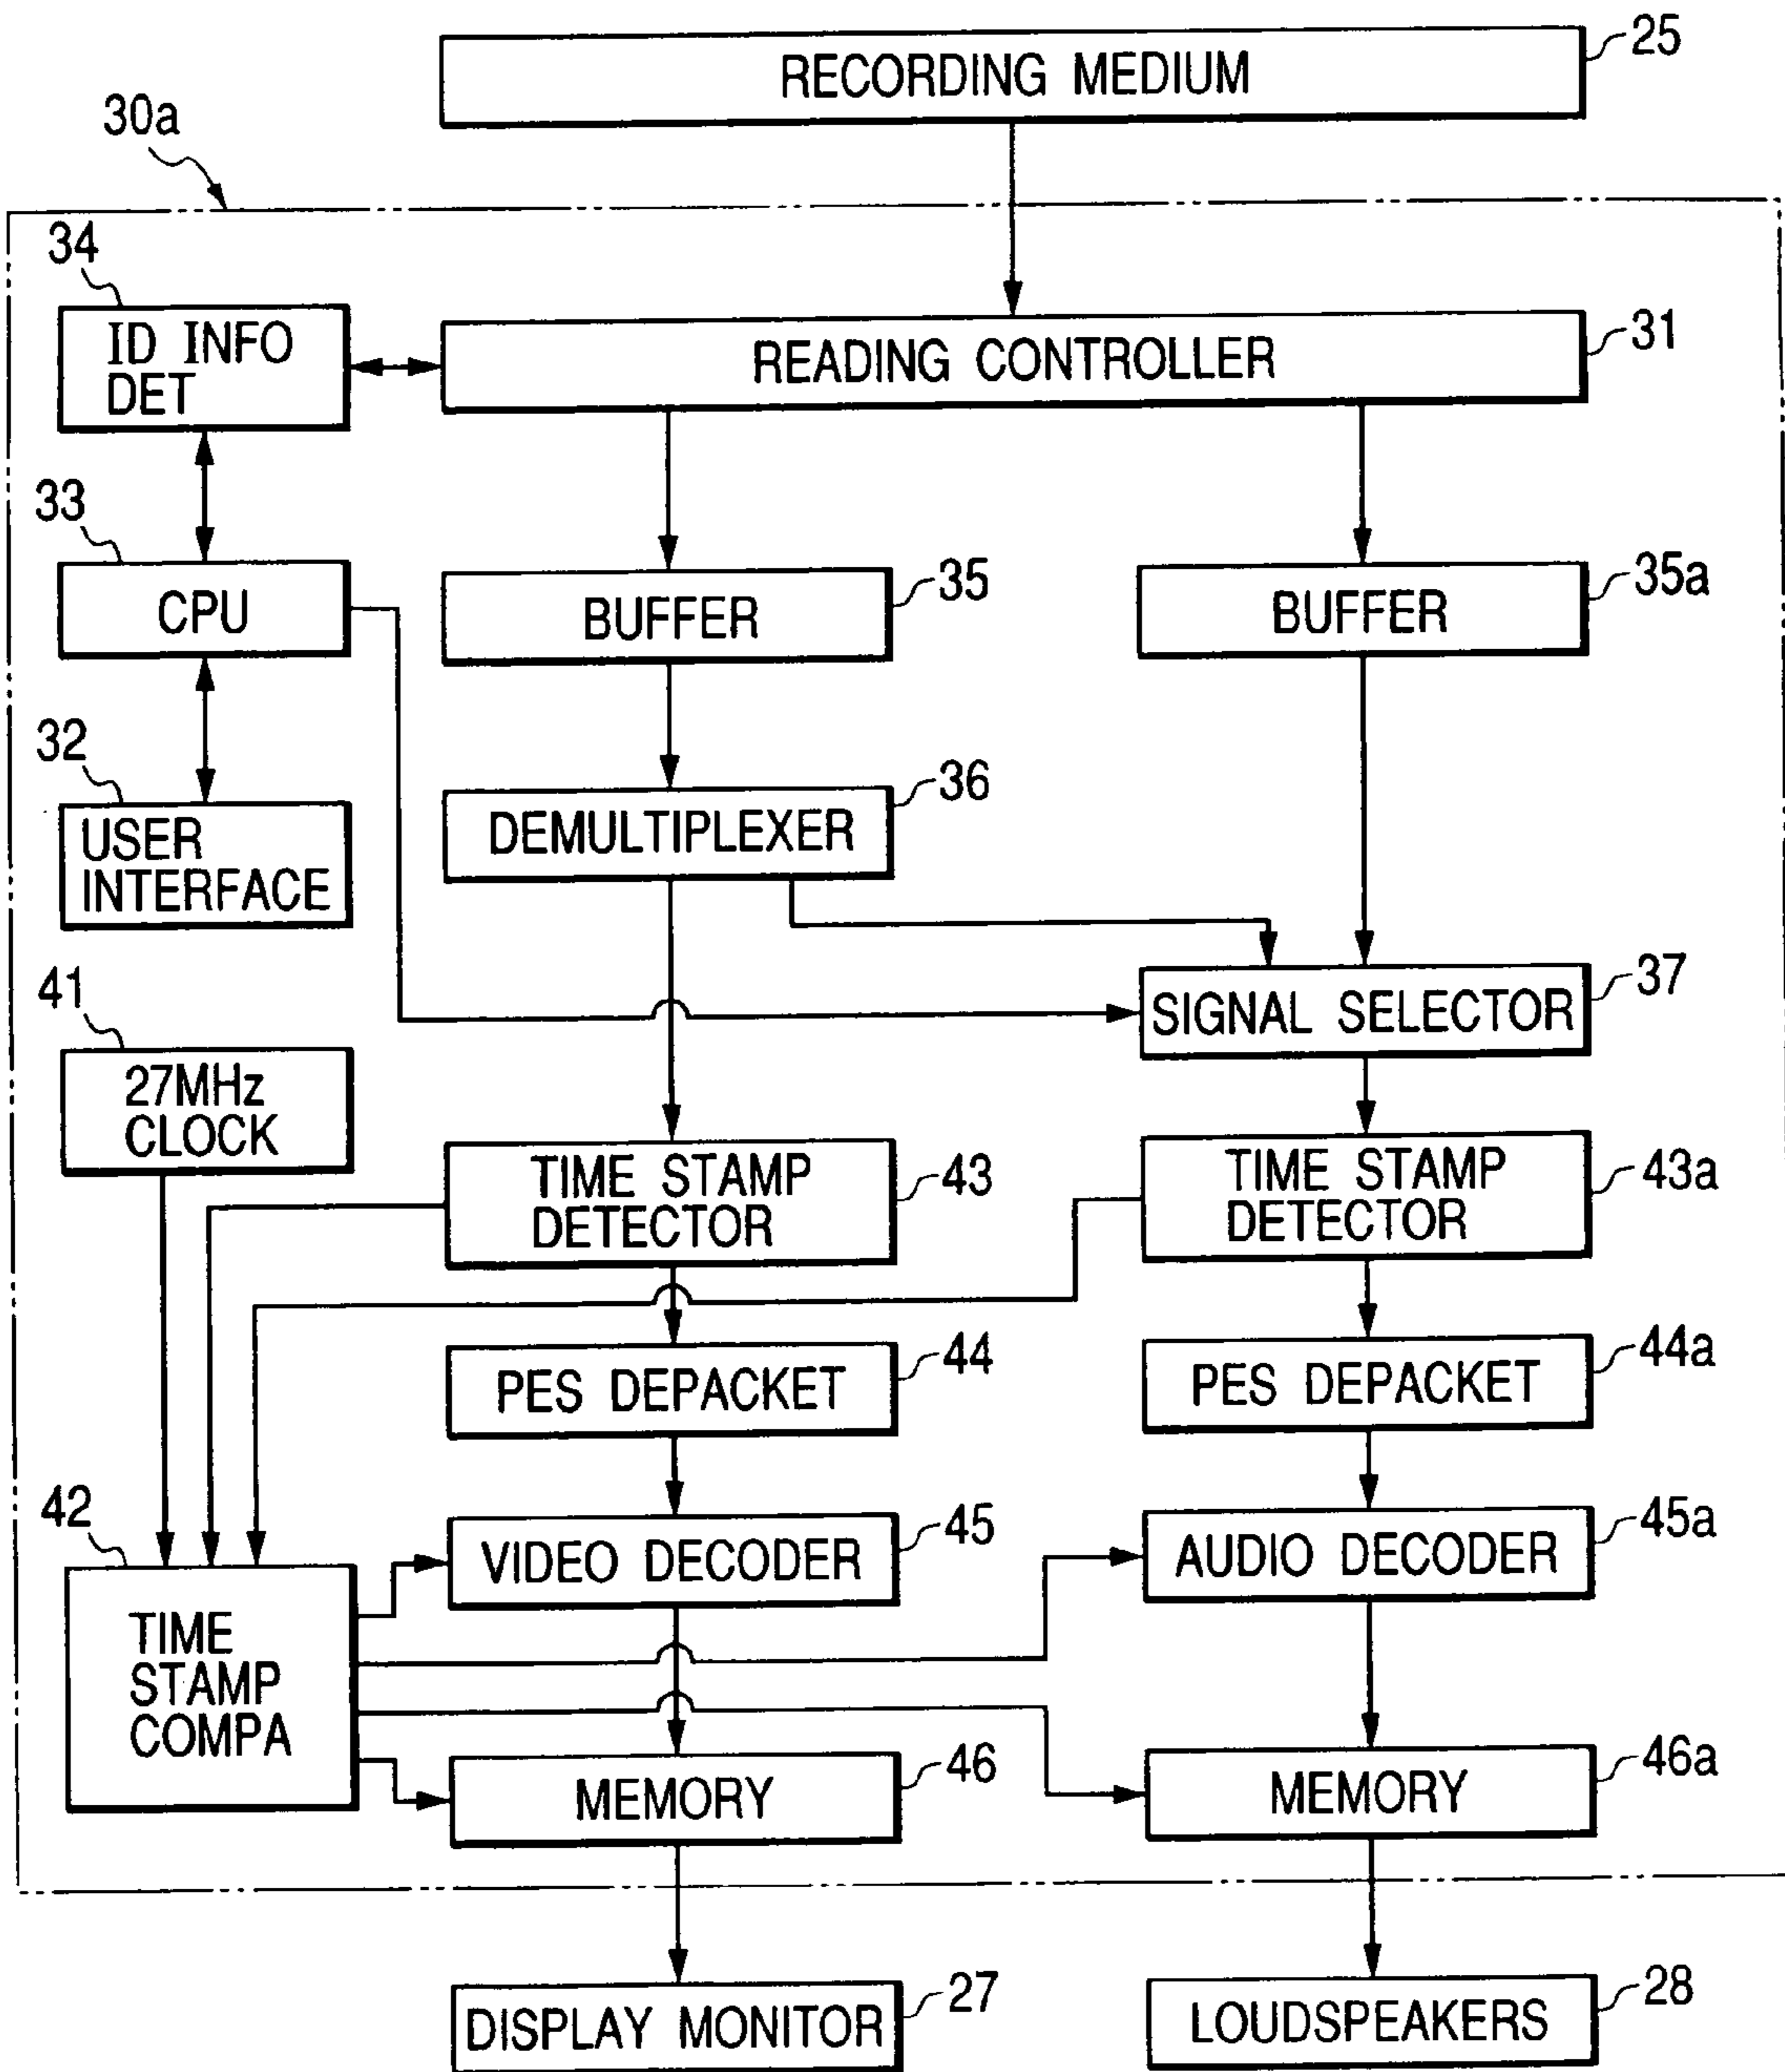 RECORDING MEDIUM
25
30a
34
ID INFO
DET
READING CONTROLLER
31
33
CPU
BUFFER
35
BUFFER
35a
32
USER
INTERFACE
DEMULTIPLEXER
36
SIGNAL SELECTOR
37
41
27MHz
CLOCK
TIME STAMP
DETECTOR
43
TIME STAMP
DETECTOR
43a
PES DEPACKET
44
PES DEPACKET
44a
42
TIME
STAMP
COMPA
VIDEO DECODER
45
AUDIO DECODER
45a
MEMORY
46
MEMORY
46a
DISPLAY MONITOR
27
LOUDSPEAKERS
28